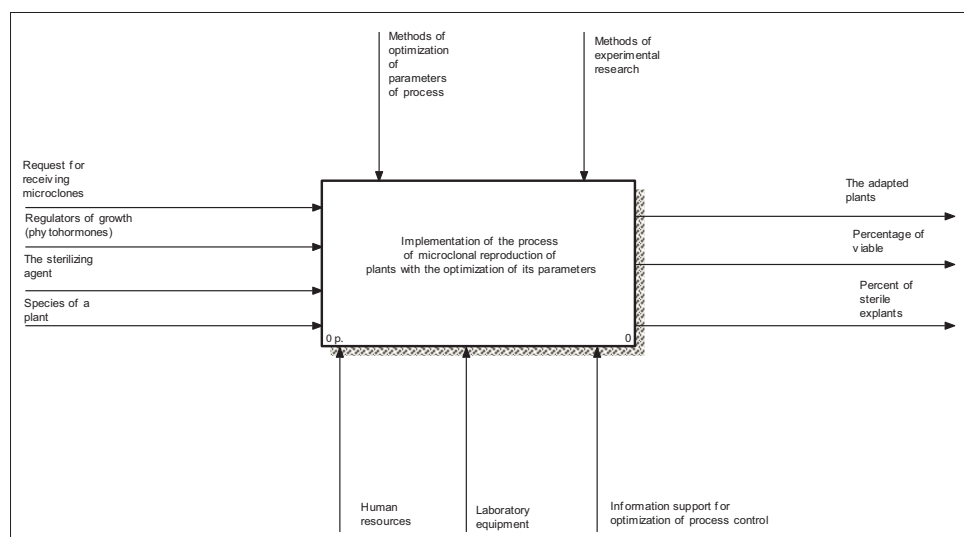 Methods of
optimization
of
parameters
of process
Methods of
experimental
research
Request for
receiving
microclones
Regulators of growth
(phytohormones)
The sterilizing
agent
Species of a
plant
Implementation of the process
of microclonal reproduction of
plants with the optimization of its parameters
0 p.
0
The adapted
plants
Percentage of
viable
Percent of
sterile
explants
Human
resources
Laboratory
equipment
Information support for
optimization of process control